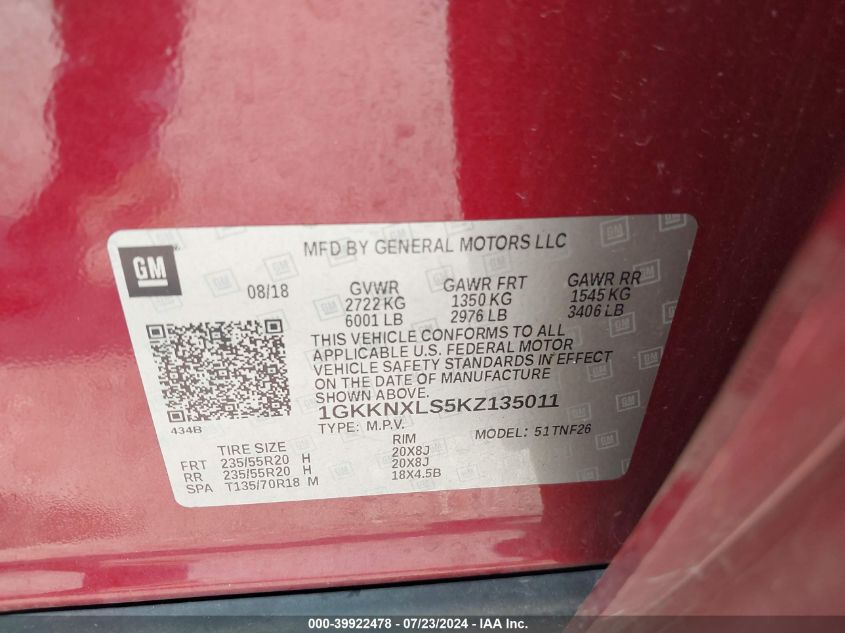 GM
MFD BY GENERAL MOTORS LLC
08/18 GVWR GAWR FRT GAWR RR
2722 KG 1350 KG 1545 KG
6001 LB 2976 LB 3406 LB
THIS VEHICLE CONFORMS TO ALL
APPLICABLE U.S. FEDERAL MOTOR
VEHICLE SAFETY STANDARDS IN EFFECT
ON THE DATE OF MANUFACTURE
SHOWN ABOVE.
1GKKNXLS5KZ135011
434B TYPE: M.P.V. MODEL: 51TNF26
TIRE SIZE RIM
FRT 235/55R20 H 20X8J
RR 235/55R20 H 20X8J
SPA T135/70R18 M 18X4.5B
000-39922478 / 07/23/2024 - IAA Inc.